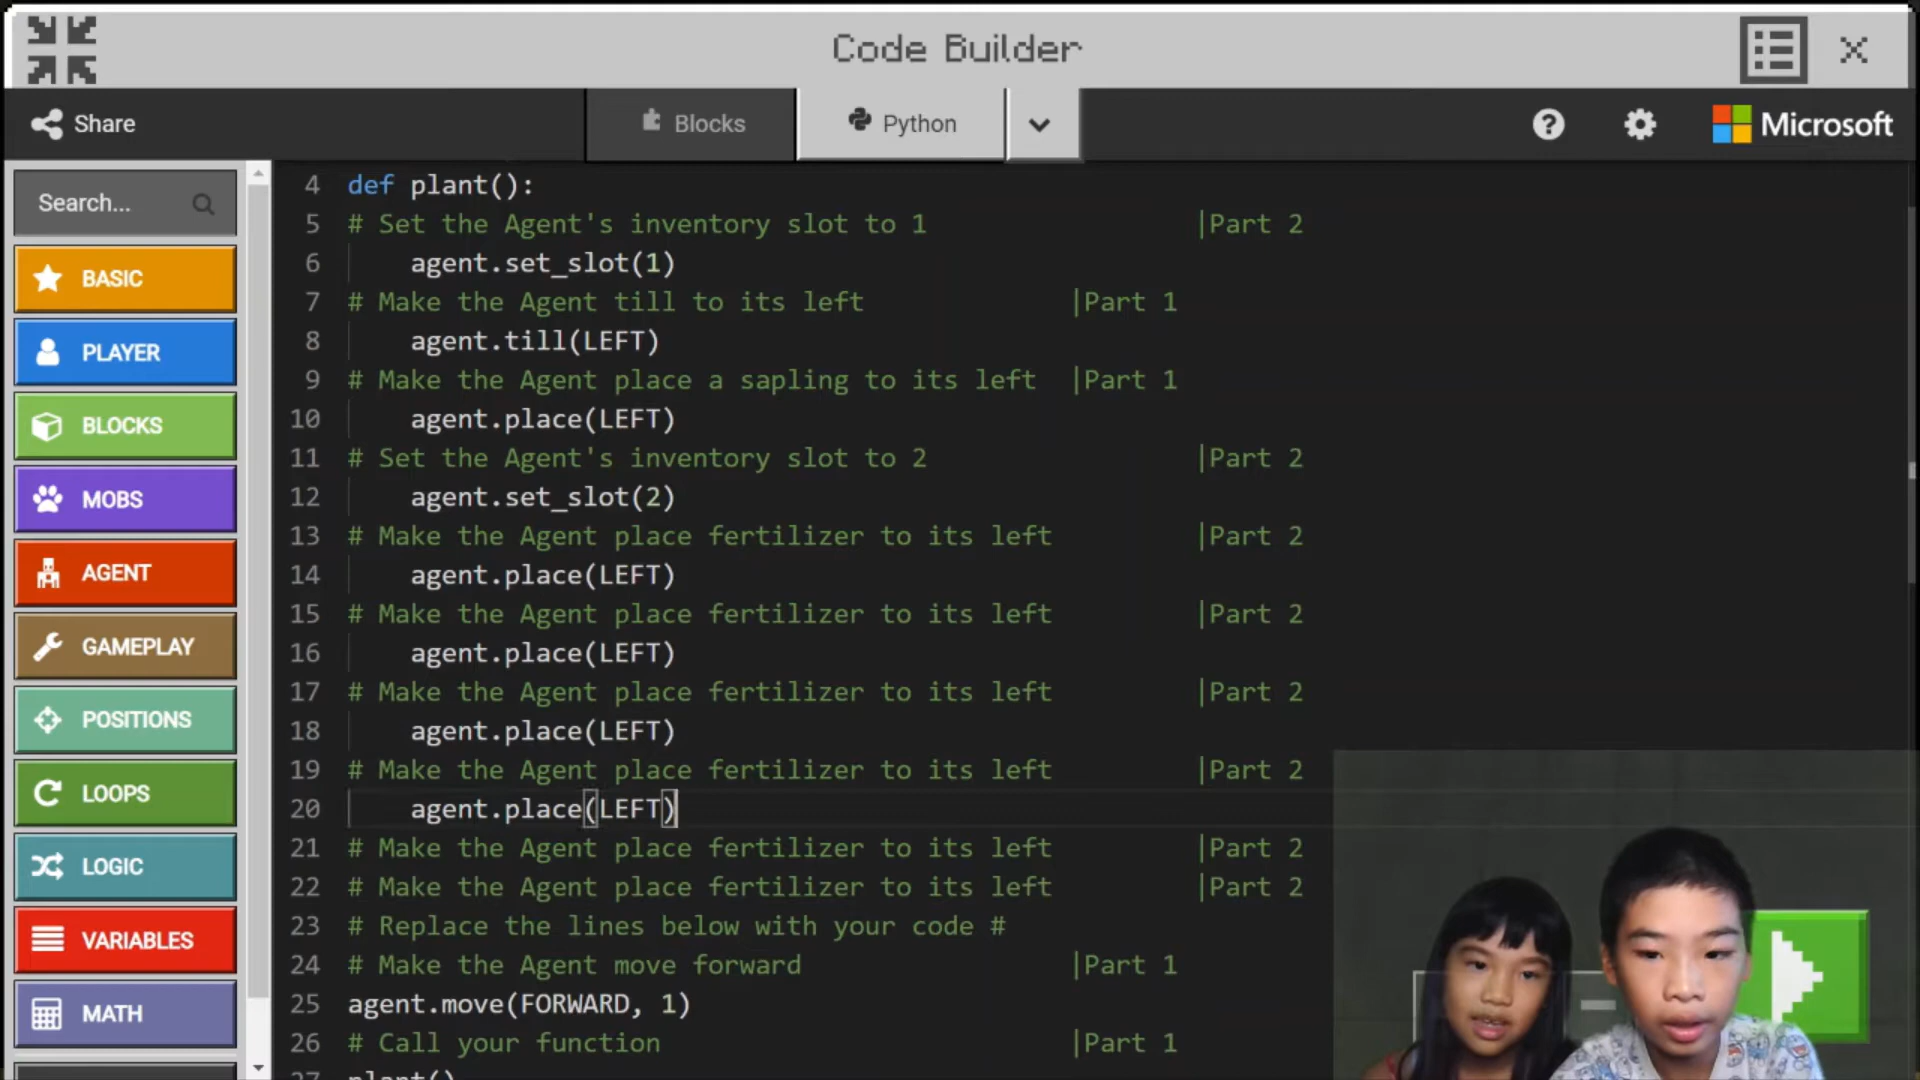 Code Builder
Share
Blocks
Python
Microsoft
Search...
BASIC
PLAYER
BLOCKS
MOBS
AGENT
GAMEPLAY
POSITIONS
LOOPS
LOGIC
VARIABLES
MATH
4 def plant():
5 # Set the Agent's inventory slot to 1 |Part 2
6 agent.set_slot(1)
7 # Make the Agent till to its left |Part 1
8 agent.till(LEFT)
9 # Make the Agent place a sapling to its left |Part 1
10 agent.place(LEFT)
11 # Set the Agent's inventory slot to 2 |Part 2
12 agent.set_slot(2)
13 # Make the Agent place fertilizer to its left |Part 2
14 agent.place(LEFT)
15 # Make the Agent place fertilizer to its left |Part 2
16 agent.place(LEFT)
17 # Make the Agent place fertilizer to its left |Part 2
18 agent.place(LEFT)
19 # Make the Agent place fertilizer to its left |Part 2
20 agent.place(LEFT)
21 # Make the Agent place fertilizer to its left |Part 2
22 # Make the Agent place fertilizer to its left |Part 2
23 # Replace the lines below with your code #
24 # Make the Agent move forward |Part 1
25 agent.move(FORWARD, 1)
26 # Call your function |Part 1
27 plant()